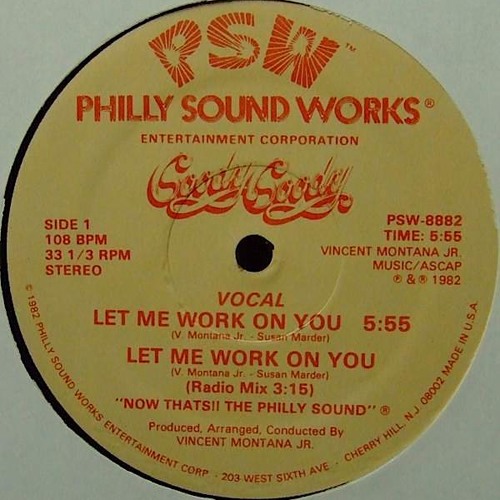 PSW™
PHILLY SOUND WORKS®
ENTERTAINMENT CORPORATION
Goody Goody
SIDE 1
108 BPM
33 1/3 RPM
STEREO
PSW-8882
TIME: 5:55
VINCENT MONTANA JR.
MUSIC/ASCAP
℗ & © 1982
VOCAL
LET ME WORK ON YOU 5:55
(V. Montana Jr. - Susan Marder)
LET ME WORK ON YOU
(V. Montana Jr. - Susan Marder)
(Radio Mix 3:15)
"NOW THATS!! THE PHILLY SOUND"®
Produced, Arranged, Conducted By
VINCENT MONTANA JR.
© 1982 PHILLY SOUND WORKS ENTERTAINMENT CORP · 203 WEST SIXTH AVE · CHERRY HILL, NJ 08002 MADE IN U.S.A.